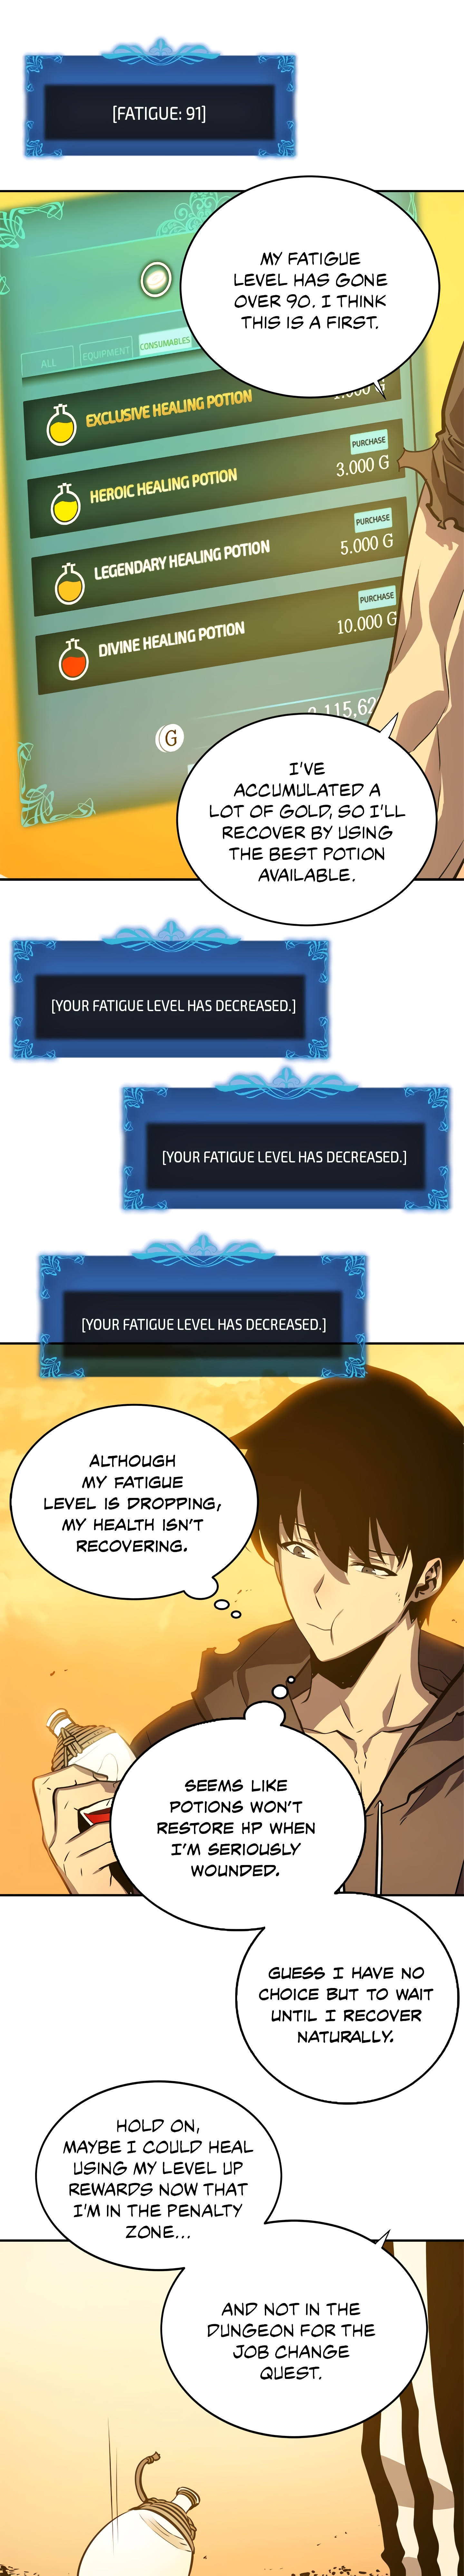 [FATIGUE: 91]
MY FATIGUE
LEVEL HAS GONE
OVER 90. I THINK
THIS IS A FIRST.
ALL
EQUIPMENT
CONSUMABLES
EXCLUSIVE HEALING POTION
HEROIC HEALING POTION
PURCHASE
3.000 G
LEGENDARY HEALING POTION
PURCHASE
5.000 G
DIVINE HEALING POTION
PURCHASE
10.000 G
G
I'VE
ACCUMULATED A
LOT OF GOLD, SO I'LL
RECOVER BY USING
THE BEST POTION
AVAILABLE.
[YOUR FATIGUE LEVEL HAS DECREASED.]
[YOUR FATIGUE LEVEL HAS DECREASED.]
[YOUR FATIGUE LEVEL HAS DECREASED.]
ALTHOUGH
MY FATIGUE
LEVEL IS DROPPING,
MY HEALTH ISN'T
RECOVERING.
SEEMS LIKE
POTIONS WON'T
RESTORE HP WHEN
I'M SERIOUSLY
WOUNDED.
GUESS I HAVE NO
CHOICE BUT TO WAIT
UNTIL I RECOVER
NATURALLY.
HOLD ON,
MAYBE I COULD HEAL
USING MY LEVEL UP
REWARDS NOW THAT
I'M IN THE PENALTY
ZONE...
AND NOT IN THE
DUNGEON FOR THE
JOB CHANGE
QUEST.